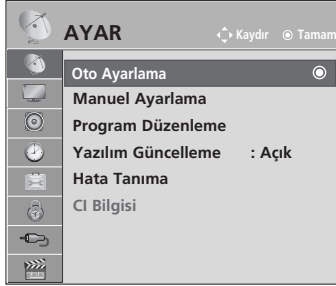 AYAR Kaydır Tamam
Oto Ayarlama
Manuel Ayarlama
Program Düzenleme
Yazılım Güncelleme : Açık
Hata Tanıma
CI Bilgisi